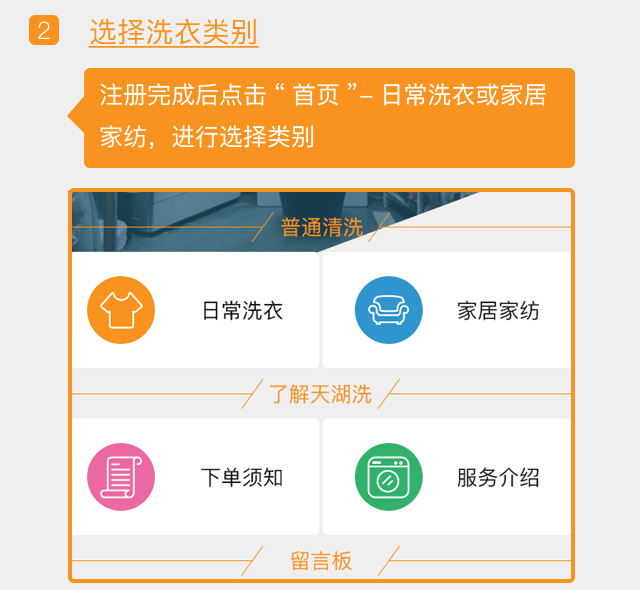 2 选择洗衣类别
注册完成后点击“首页”- 日常洗衣或家居
家纺，进行选择类别
普通清洗
日常洗衣 家居家纺
了解天湖洗
下单须知 服务介绍
留言板